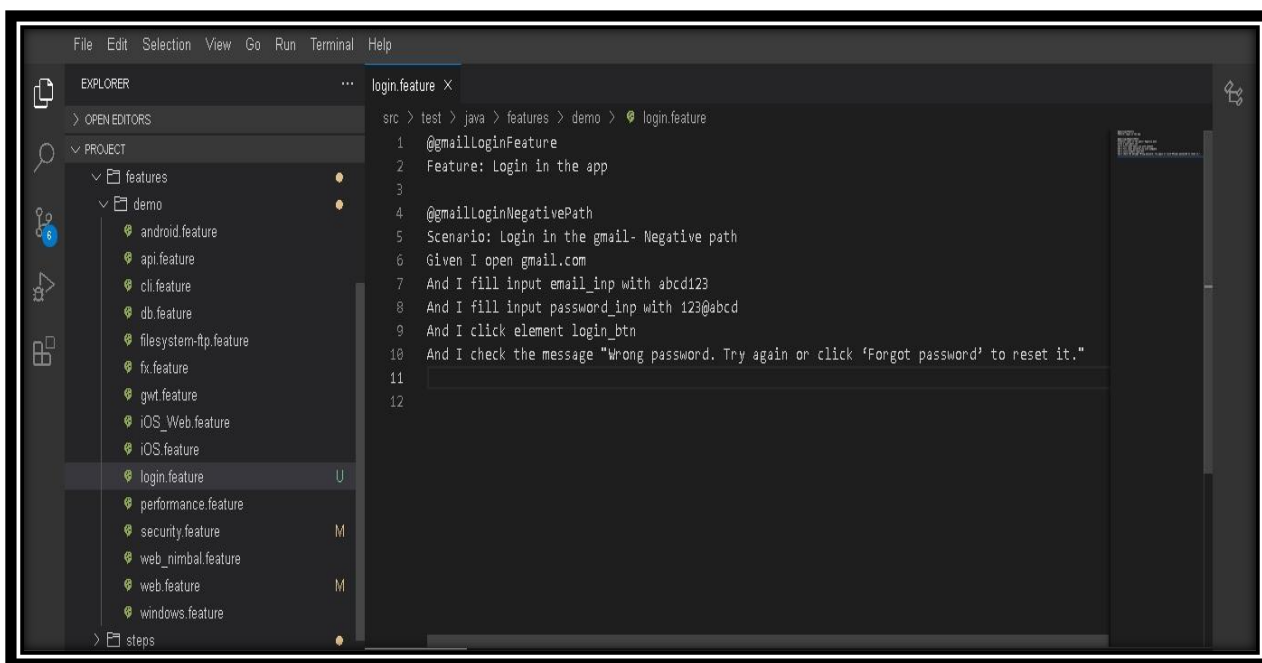 File Edit Selection View Go Run Terminal Help
EXPLORER ...
OPEN EDITORS
PROJECT
features
demo
android.feature
api.feature
cli.feature
db.feature
filesystem-ftp.feature
fx.feature
gwt.feature
iOS_Web.feature
iOS.feature
login.feature U
performance.feature
security.feature M
web_nimbal.feature
web.feature M
windows.feature
steps
6
login.feature ×
src > test > java > features > demo > login.feature
1 @gmailLoginFeature
2 Feature: Login in the app
3
4 @gmailLoginNegativePath
5 Scenario: Login in the gmail- Negative path
6 Given I open gmail.com
7 And I fill input email_inp with abcd123
8 And I fill input password_inp with 123@abcd
9 And I click element login_btn
10 And I check the message "Wrong password. Try again or click ‘Forgot password’ to reset it."
11
12